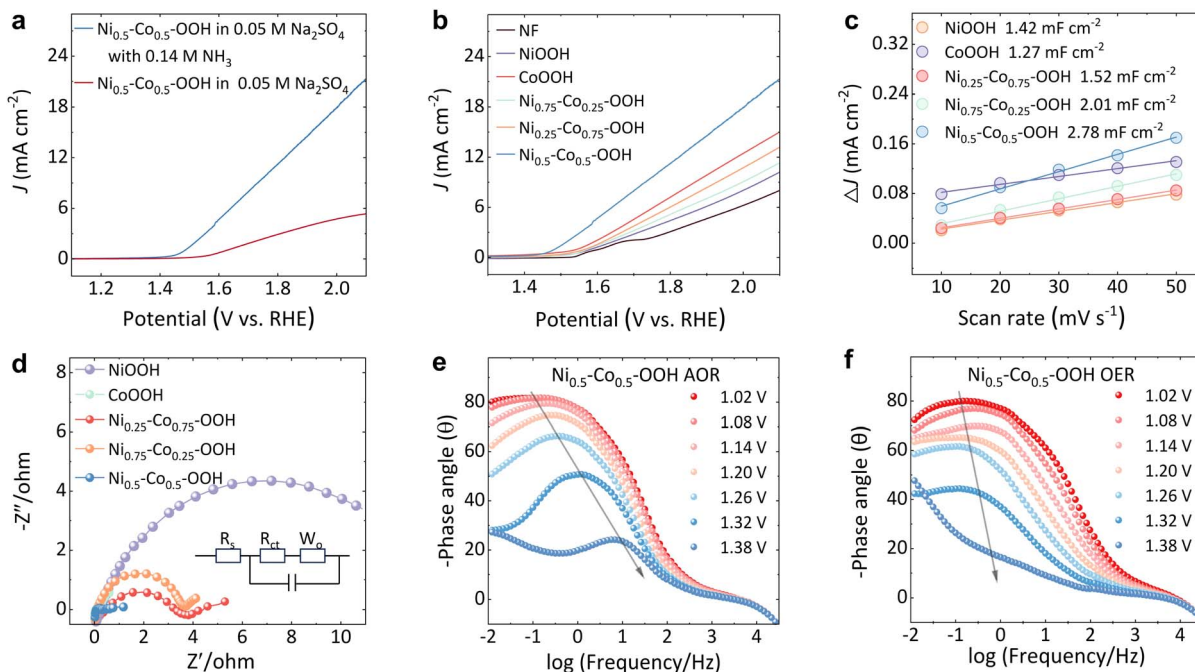 a
Ni0.5-Co0.5-OOH in 0.05 M Na2SO4
with 0.14 M NH3
Ni0.5-Co0.5-OOH in 0.05 M Na2SO4
24
18
12
6
0
J (mA cm-2)
1.2 1.4 1.6 1.8 2.0
Potential (V vs. RHE)
b
NF
NiOOH
CoOOH
Ni0.75-Co0.25-OOH
Ni0.25-Co0.75-OOH
Ni0.5-Co0.5-OOH
24
18
12
6
0
J (mA cm-2)
1.4 1.6 1.8 2.0
Potential (V vs. RHE)
c
NiOOH 1.42 mF cm-2
CoOOH 1.27 mF cm-2
Ni0.25-Co0.75-OOH 1.52 mF cm-2
Ni0.75-Co0.25-OOH 2.01 mF cm-2
Ni0.5-Co0.5-OOH 2.78 mF cm-2
0.32
0.24
0.16
0.08
0.00
△J (mA cm-2)
10 20 30 40 50
Scan rate (mV s-1)
d
NiOOH
CoOOH
Ni0.25-Co0.75-OOH
Ni0.75-Co0.25-OOH
Ni0.5-Co0.5-OOH
Rs Rct Wo
8
6
4
2
0
-Z″/ohm
0 2 4 6 8 10
Z′/ohm
e
Ni0.5-Co0.5-OOH AOR
1.02 V
1.08 V
1.14 V
1.20 V
1.26 V
1.32 V
1.38 V
80
60
40
20
0
-Phase angle (θ)
-2 -1 0 1 2 3 4
log (Frequency/Hz)
f
Ni0.5-Co0.5-OOH OER
1.02 V
1.08 V
1.14 V
1.20 V
1.26 V
1.32 V
1.38 V
80
60
40
20
0
-Phase angle (θ)
-2 -1 0 1 2 3 4
log (Frequency/Hz)